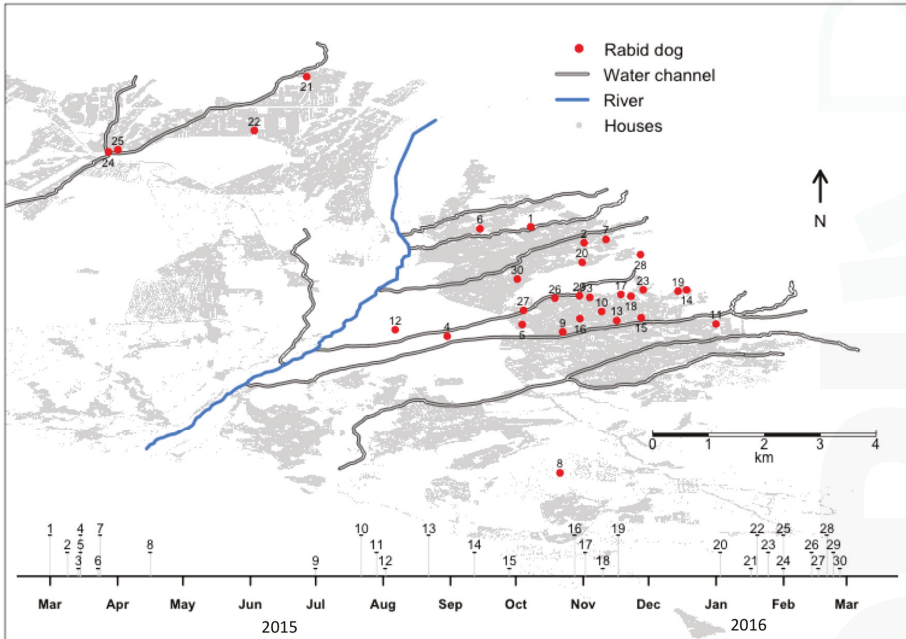 Rabid dog
Water channel
River
Houses
N
21
22
25
24
6
1
2
7
20
28
30
26
29
3
17
23
19
14
18
27
10
12
4
5
9
16
13
15
11
0 1 2 3 4
km
8
1 4 7 10 13 16 19 22 25 28
2 5 8 11 14 17 20 23 26 29
3 6 9 12 15 18 21 24 27 30
Mar Apr May Jun Jul Aug Sep Oct Nov Dec Jan Feb Mar
2015 2016